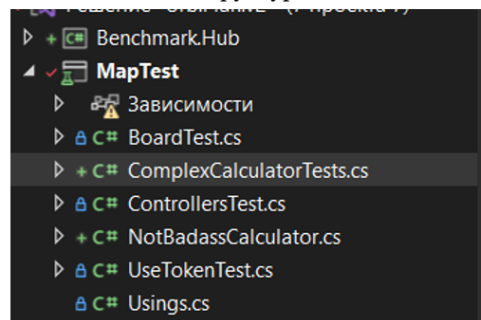 Benchmark.Hub
MapTest
Зависимости
C# BoardTest.cs
C# ComplexCalculatorTests.cs
C# ControllersTest.cs
C# NotBadassCalculator.cs
C# UseTokenTest.cs
C# Usings.cs